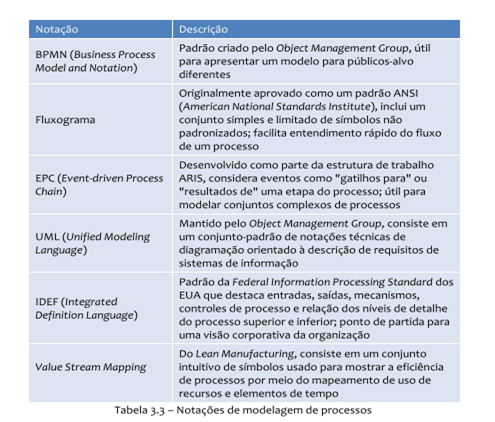 Notação Descrição
BPMN (Business Process
Model and Notation)
Padrão criado pelo Object Management Group, útil
para apresentar um modelo para públicos-alvo
diferentes
Fluxograma
Originalmente aprovado como um padrão ANSI
(American National Standards Institute), inclui um
conjunto simples e limitado de símbolos não
padronizados; facilita entendimento rápido do fluxo
de um processo
EPC (Event-driven Process
Chain)
Desenvolvido como parte da estrutura de trabalho
ARIS, considera eventos como "gatilhos para" ou
"resultados de" uma etapa do processo; útil para
modelar conjuntos complexos de processos
UML (Unified Modeling
Language)
Mantido pelo Object Management Group, consiste em
um conjunto-padrão de notações técnicas de
diagramação orientado à descrição de requisitos de
sistemas de informação
IDEF (Integrated
Definition Language)
Padrão da Federal Information Processing Standard dos
EUA que destaca entradas, saídas, mecanismos,
controles de processo e relação dos níveis de detalhe
do processo superior e inferior; ponto de partida para
uma visão corporativa da organização
Value Stream Mapping
Do Lean Manufacturing, consiste em um conjunto
intuitivo de símbolos usado para mostrar a eficiência
de processos por meio do mapeamento de uso de
recursos e elementos de tempo
Tabela 3.3 – Notações de modelagem de processos